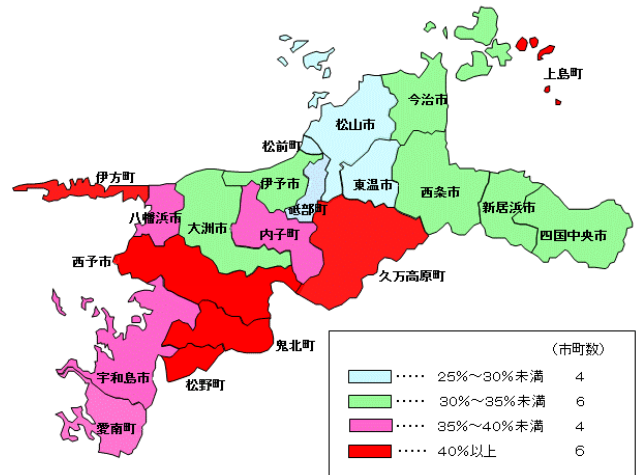 上島町
今治市
松山市
松前町
伊方町
伊予市
東温市
西条市
砥部町
新居浜市
八幡浜市
大洲市
内子町
四国中央市
西予市
久万高原町
鬼北町
宇和島市
松野町
愛南町
（市町数）
····· 25%～30%未満 4
····· 30%～35%未満 6
····· 35%～40%未満 4
····· 40%以上 6